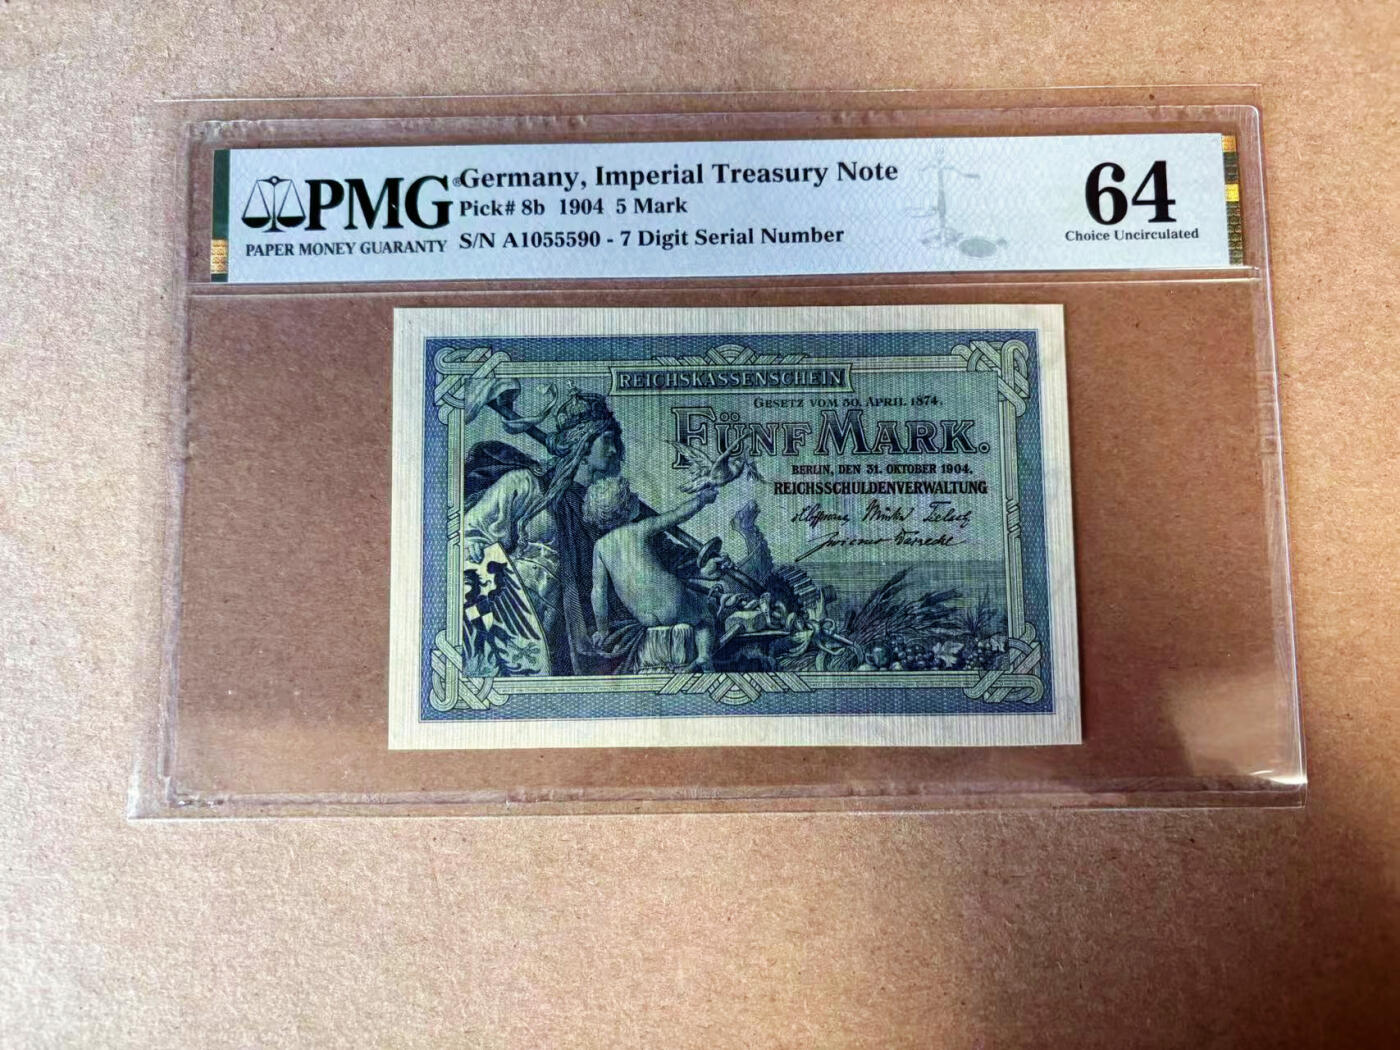 PMG®
PAPER MONEY GUARANTY
Germany, Imperial Treasury Note
Pick# 8b 1904 5 Mark
S/N A1055590 - 7 Digit Serial Number
64
Choice Uncirculated
REICHSKASSENSCHEIN
GESETZ VOM 30. APRIL 1874.
FÜNF MARK.
BERLIN, DEN 31. OKTOBER 1904.
REICHSSCHULDENVERWALTUNG